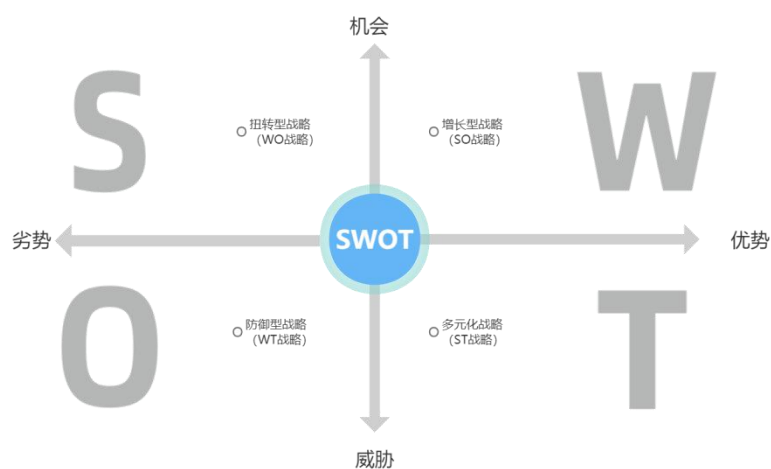 机会
S
W
扭转型战略
（WO战略）
增长型战略
（SO战略）
劣势
SWOT
优势
O
T
防御型战略
（WT战略）
多元化战略
（ST战略）
威胁